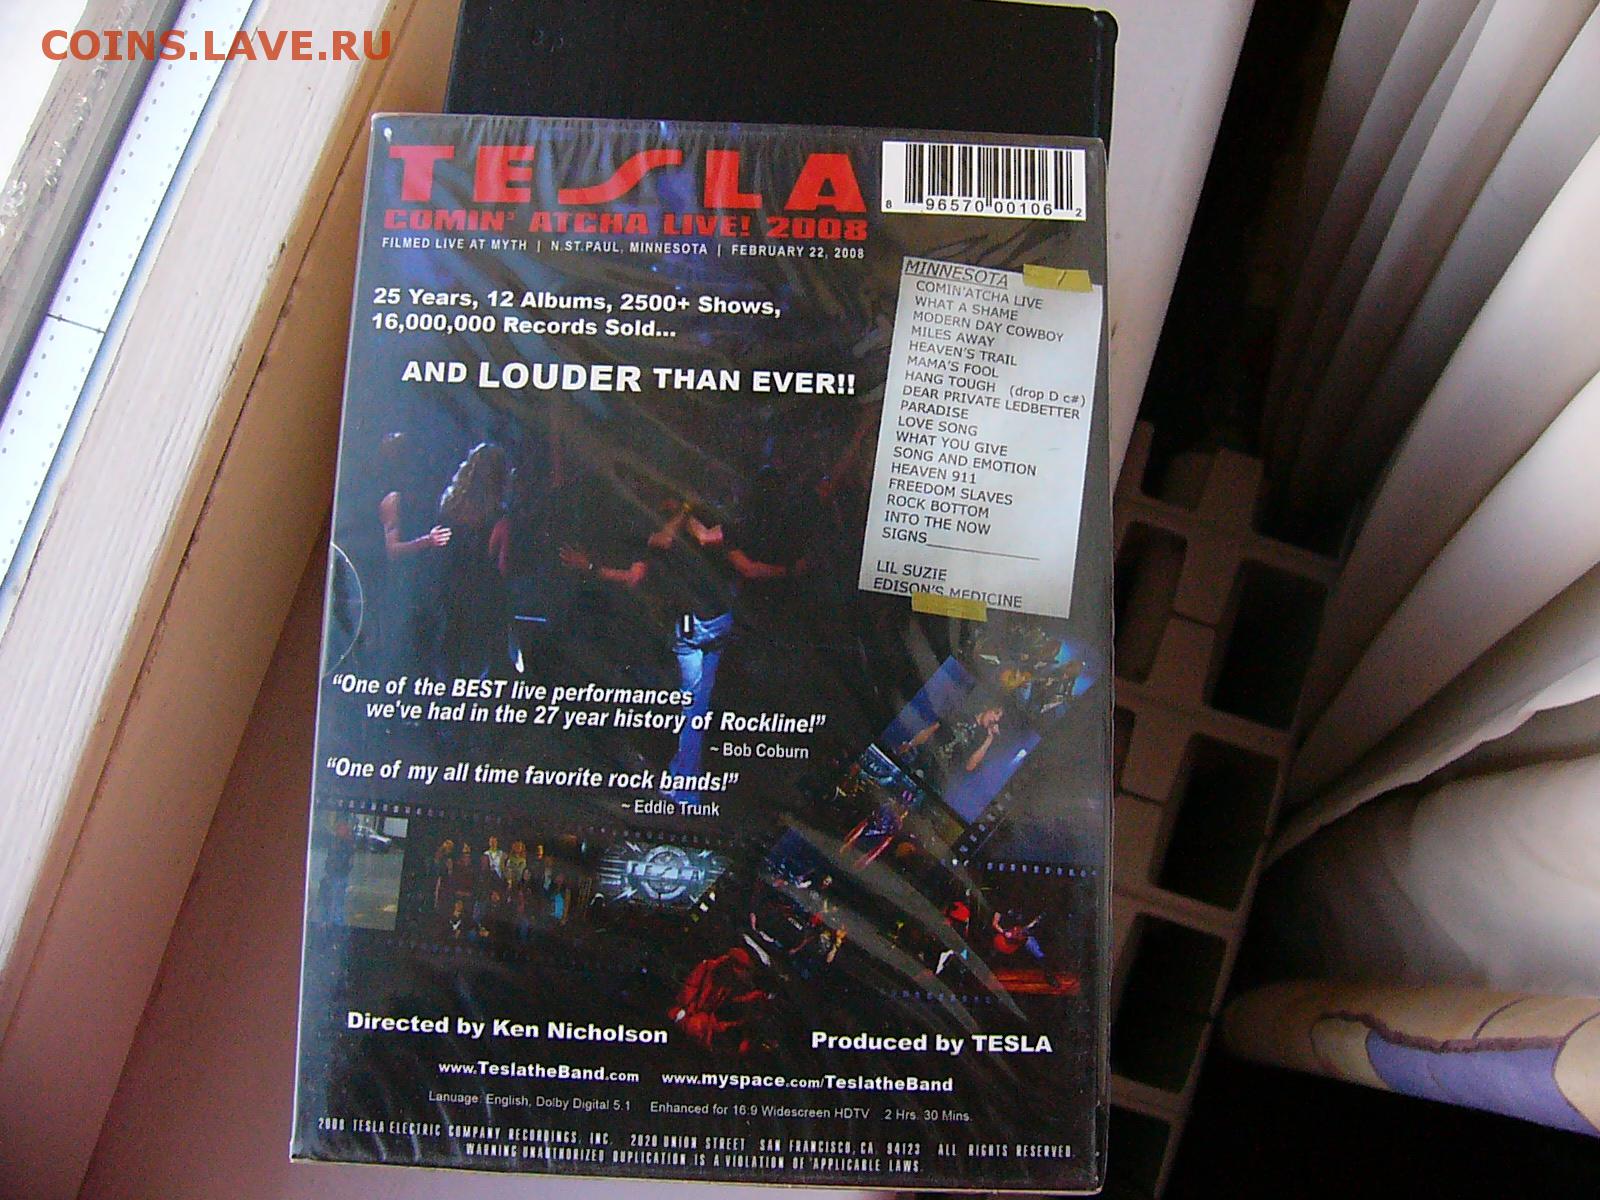 COINS.LAVE.RU
TESLA
COMIN' ATCHA LIVE! 2008
FILMED LIVE AT MYTH | N.ST.PAUL, MINNESOTA | FEBRUARY 22, 2008
8 96570 00106 2
25 Years, 12 Albums, 2500+ Shows,
16,000,000 Records Sold...
AND LOUDER THAN EVER!!
MINNESOTA
COMIN'ATCHA LIVE
WHAT A SHAME
MODERN DAY COWBOY
MILES AWAY
HEAVEN'S TRAIL
MAMA'S FOOL
HANG TOUGH (drop D c#)
DEAR PRIVATE LEDBETTER
PARADISE
LOVE SONG
WHAT YOU GIVE
SONG AND EMOTION
HEAVEN 911
FREEDOM SLAVES
ROCK BOTTOM
INTO THE NOW
SIGNS
LIL SUZIE
EDISON'S MEDICINE
“One of the BEST live performances
we've had in the 27 year history of Rockline!”
~ Bob Coburn
“One of my all time favorite rock bands!”
~ Eddie Trunk
TESLA
Directed by Ken Nicholson
Produced by TESLA
www.TeslatheBand.com www.myspace.com/TeslatheBand
Lanuage: English, Dolby Digital 5.1 Enhanced for 16:9 Widescreen HDTV 2 Hrs. 30 Mins.
2008 TESLA ELECTRIC COMPANY RECORDINGS, INC. 2020 UNION STREET SAN FRANCISCO, CA. 94123 ALL RIGHTS RESERVED.
WARNING UNAUTHORIZED DUPLICATION IS A VIOLATION OF APPLICABLE LAWS.